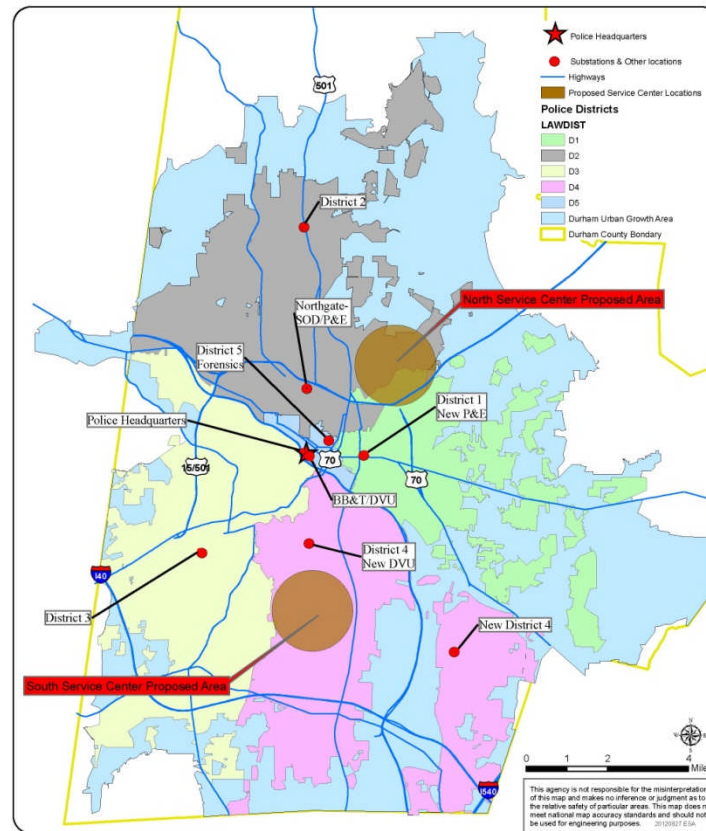 Police Headquarters
Substations & Other locations
Highways
Proposed Service Center Locations
Police Districts
LAWDIST
D1
D2
D3
D4
D5
Durham Urban Growth Area
Durham County Bondary
501
District 2
North Service Center Proposed Area
Northgate-
SOD/P&E
District 5
Forensics
District 1
New P&E
Police Headquarters
70
15/501
70
BB&T/DVU
District 4
New DVU
I40
District 3
New District 4
South Service Center Proposed Area
N
W
E
S
0
1
2
4
Mile
I540
This agency is not responsible for the misinterpretation
of this map and makes no inference or judgment as to
the relative safety of particular areas. This map does n
meet national map accuracy standards and should not
be used for engineering purposes. 20120827 ESA